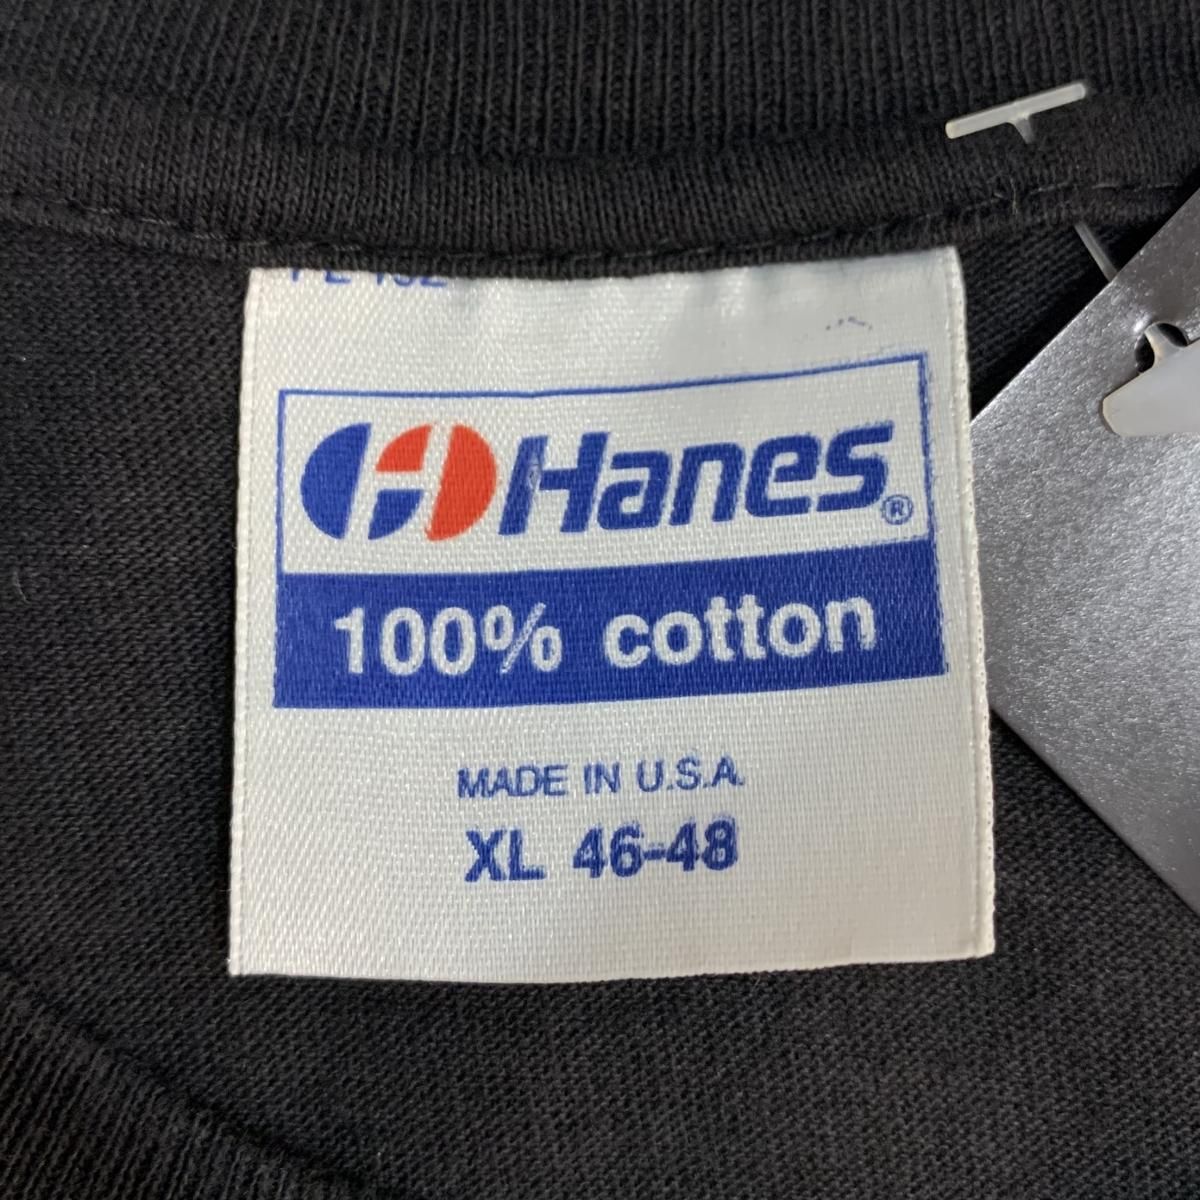 Hanes®
100% cotton
MADE IN U.S.A.
XL 46-48